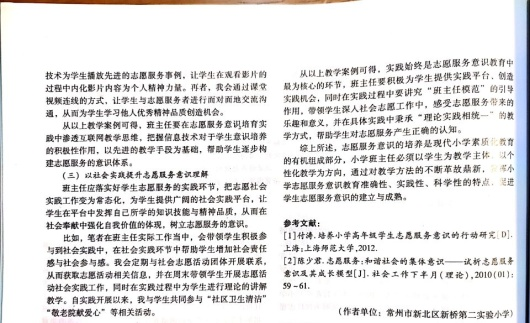 技术为学生播放先进的志愿服务事例，让学生在观看影片的
过程中内化影片内容为个人精神力量。再者，我会通过课堂
视频连线的方式，让学生与志愿服务者进行面对面地交流沟
通，从而为学生学习他人优秀精神品质创造机会。
从以上教学案例可得，班主任要在志愿服务意识培育实
践中渗透互联网教学思维，把握信息技术对于学生意识培养
的积极性作用，以先进的教学手段为基础，帮助学生逐步构
建志愿服务的意识体系。
（三）以社会实践提升志愿服务意识理解
班主任应落实好学生志愿服务的实践环节，把志愿社会
实践工作变为常态化，为学生提供广阔的社会实践平台，让
学生在平台中发挥自己所学的知识技能与精神品质，从而在
社会奉献中强化自我价值的体现，树立志愿服务的意识。
比如，笔者在班主任实际工作当中，会带领学生积极参
与到社会实践中，在社会实践环节中帮助学生增加社会责任
感与社会参与感。我会定期与社会志愿活动团体开展联系，
从而获取志愿活动相关信息，并在周末带领学生开展志愿活
动社会实践工作，同时在实践过程中为学生进行理论的讲解
教学。自实践开展以来，我与学生共同参与“社区卫生清洁”
“敬老院献爱心”等相关活动。
从以上教学案例可得，实践始终是志愿服务意识教育中
最为核心的环节，班主任要积极为学生提供实践平台、创造
实践机会，同时在实践过程中要讲究“班主任模范”的引导
作用，带领学生深入社会志愿工作中，感受志愿服务带来的
乐趣和意义，并在具体实践中秉承“理论实践相统一”的教
学方式，帮助学生对志愿服务产生正确的认知。
综上所述，志愿服务意识的培养是现代小学素质化教育
的有机组成部分，小学班主任必须以学生为教学主体，以个
性化教学为方向，通过对教学方法的不断革故鼎新，发挥小
学志愿服务意识教育准确性、实践性、科学性的特点，促进
学生志愿服务意识的建立与成熟。
参考文献：
[1]付涛.培养小学高年级学生志愿服务意识的行动研究[D].
上海:上海师范大学,2012.
[2]陈少君.志愿服务:和谐社会的集体意识——试析志愿服务
意识及其成长模型[J].社会工作下半月(理论),2010(01):
59-61.
（作者单位：常州市新北区新桥第二实验小学）